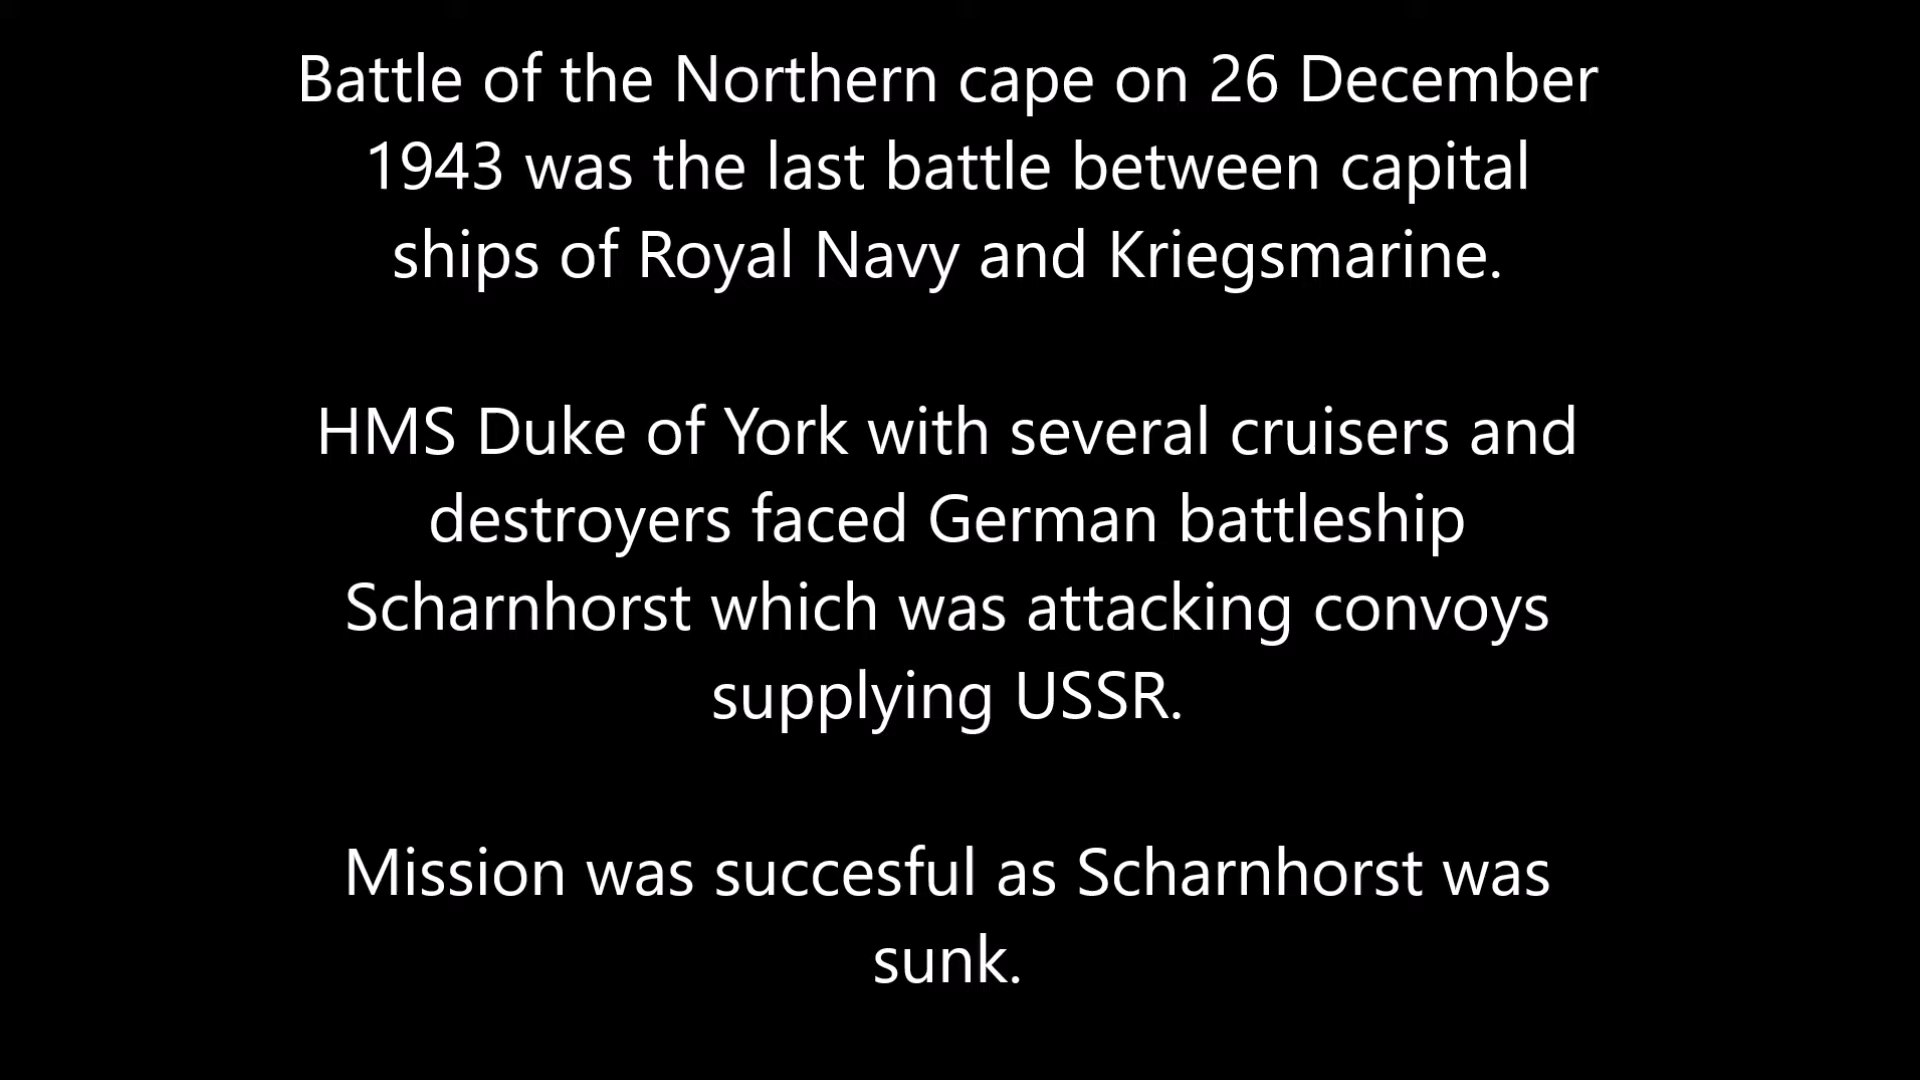 Battle of the Northern cape on 26 December
1943 was the last battle between capital
ships of Royal Navy and Kriegsmarine.
HMS Duke of York with several cruisers and
destroyers faced German battleship
Scharnhorst which was attacking convoys
supplying USSR.
Mission was succesful as Scharnhorst was
sunk.